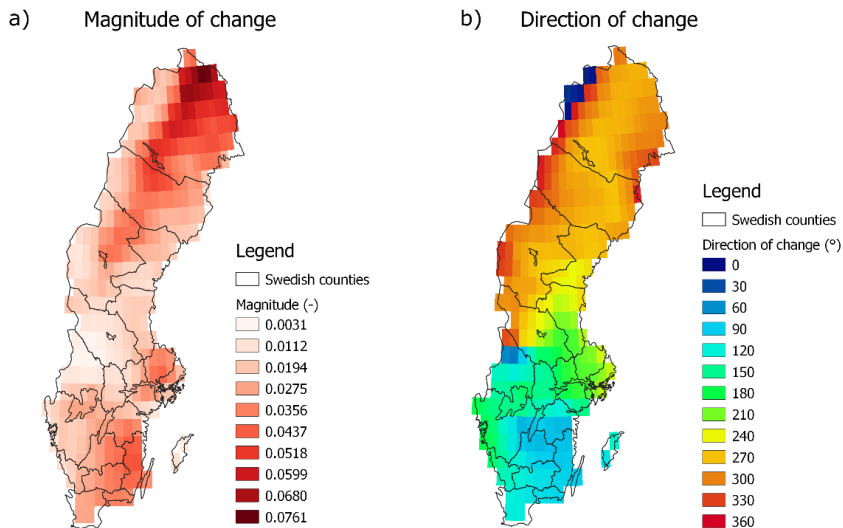 a) Magnitude of change
Legend
Swedish counties
Magnitude (-)
0.0031
0.0112
0.0194
0.0275
0.0356
0.0437
0.0518
0.0599
0.0680
0.0761
b) Direction of change
Legend
Swedish counties
Direction of change (°)
0
30
60
90
120
150
180
210
240
270
300
330
360